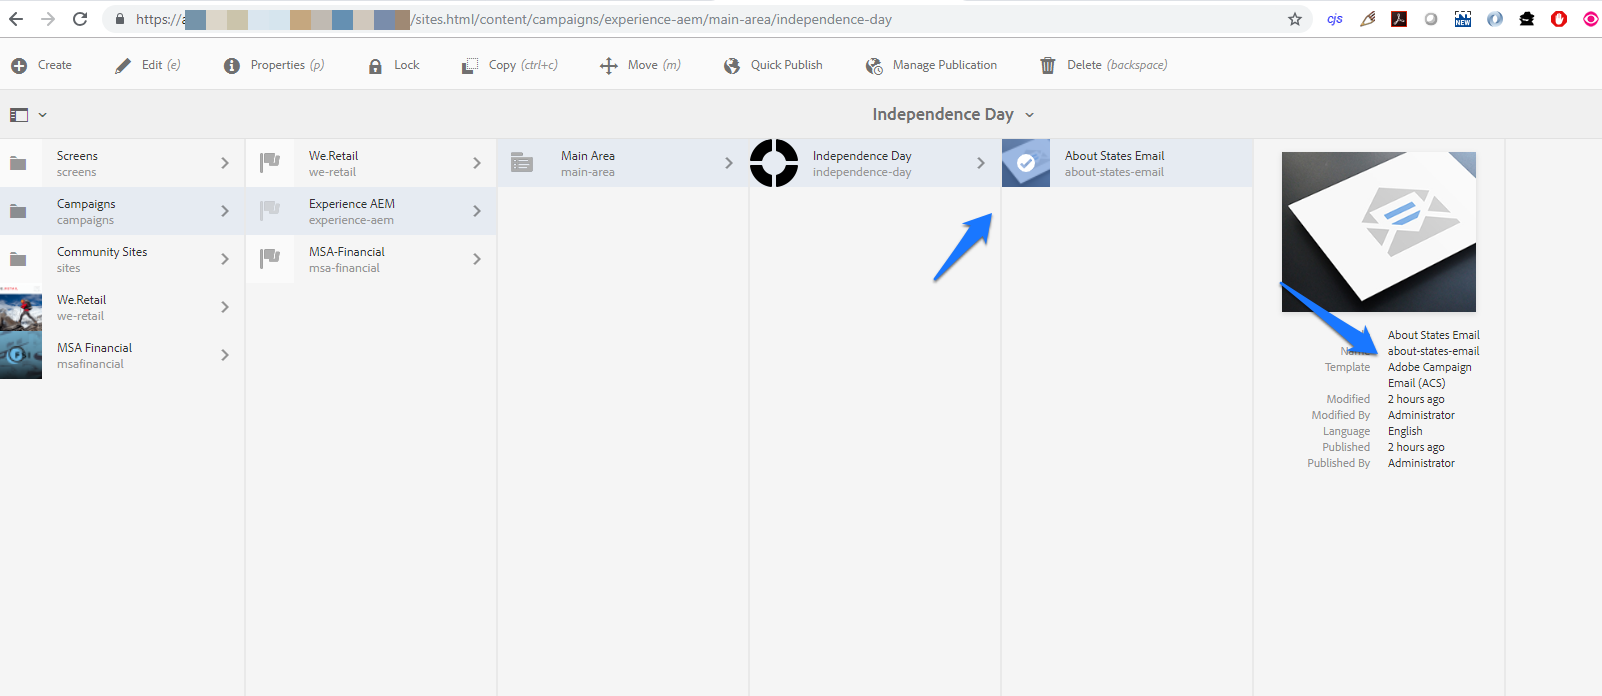 https://a
/sites.html/content/campaigns/experience-aem/main-area/independence-day
cjs
NEW
Create
Edit (e)
Properties (p)
Lock
Copy (ctrl+c)
Move (m)
Quick Publish
Manage Publication
Delete (backspace)
Independence Day
Screens
screens
Campaigns
campaigns
Community Sites
sites
We.Retail
we-retail
MSA Financial
msafinancial
We.Retail
we-retail
Experience AEM
experience-aem
MSA-Financial
msa-financial
Main Area
main-area
Independence Day
independence-day
About States Email
about-states-email
About States Email
Name about-states-email
Template Adobe Campaign
Email (ACS)
Modified 2 hours ago
Modified By Administrator
Language English
Published 2 hours ago
Published By Administrator